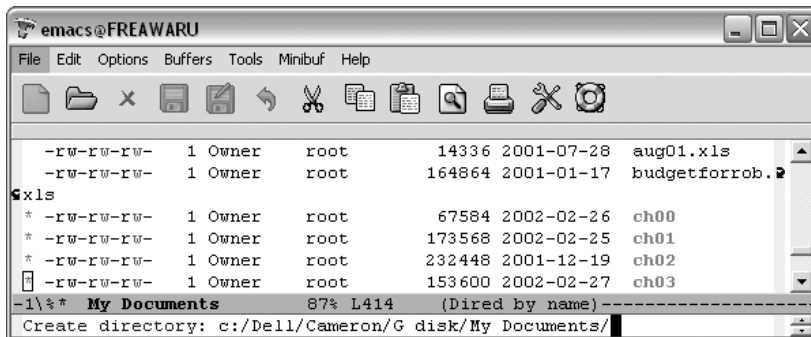 emacs@FREAWARU
File Edit Options Buffers Tools Minibuf Help
-rw-rw-rw- 1 Owner root 14336 2001-07-28 aug01.xls
-rw-rw-rw- 1 Owner root 164864 2001-01-17 budgetforrob.
xls
* -rw-rw-rw- 1 Owner root 67584 2002-02-26 ch00
* -rw-rw-rw- 1 Owner root 173568 2002-02-25 ch01
* -rw-rw-rw- 1 Owner root 232448 2001-12-19 ch02
* -rw-rw-rw- 1 Owner root 153600 2002-02-27 ch03
-1\%* My Documents 87% L414 (Dired by name)--------------------
Create directory: c:/Dell/Cameron/G disk/My Documents/